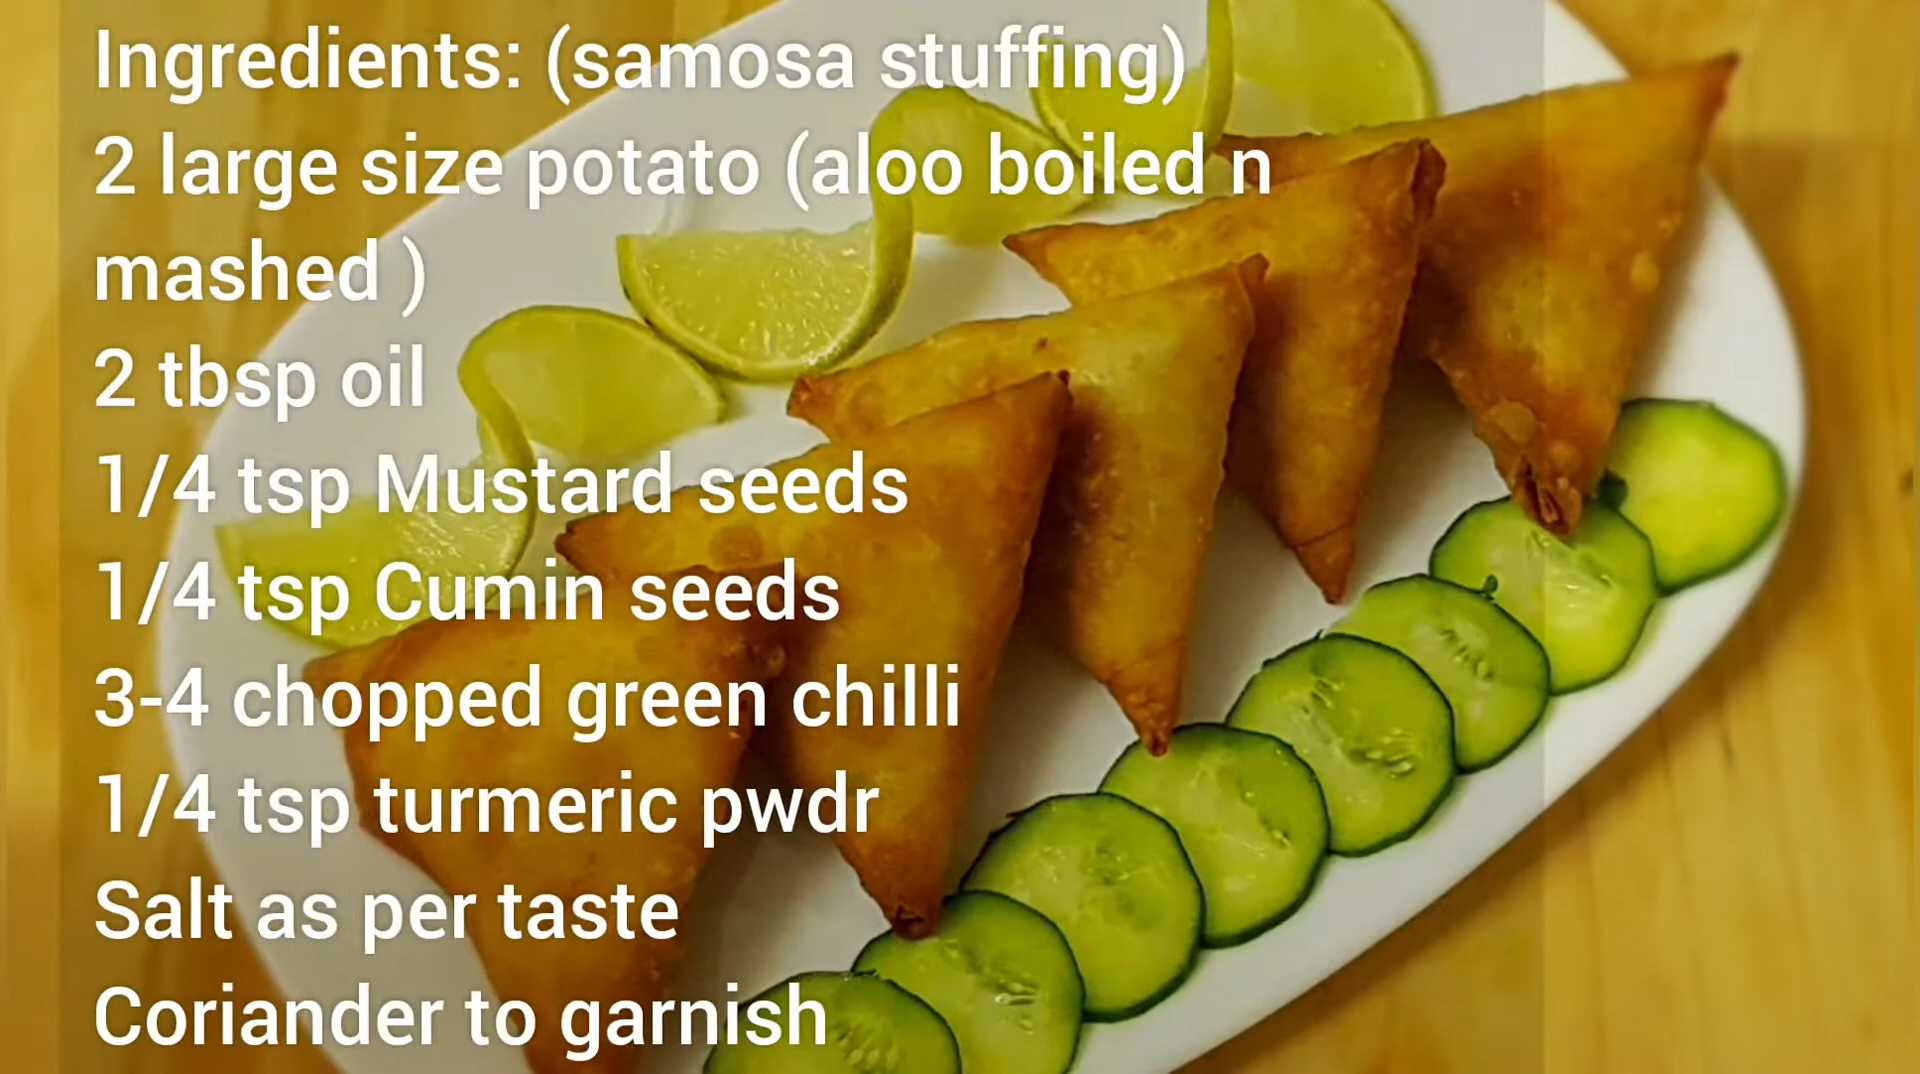 Ingredients: (samosa stuffing)
2 large size potato (aloo boiled n
mashed )
2 tbsp oil
1/4 tsp Mustard seeds
1/4 tsp Cumin seeds
3-4 chopped green chilli
1/4 tsp turmeric pwdr
Salt as per taste
Coriander to garnish